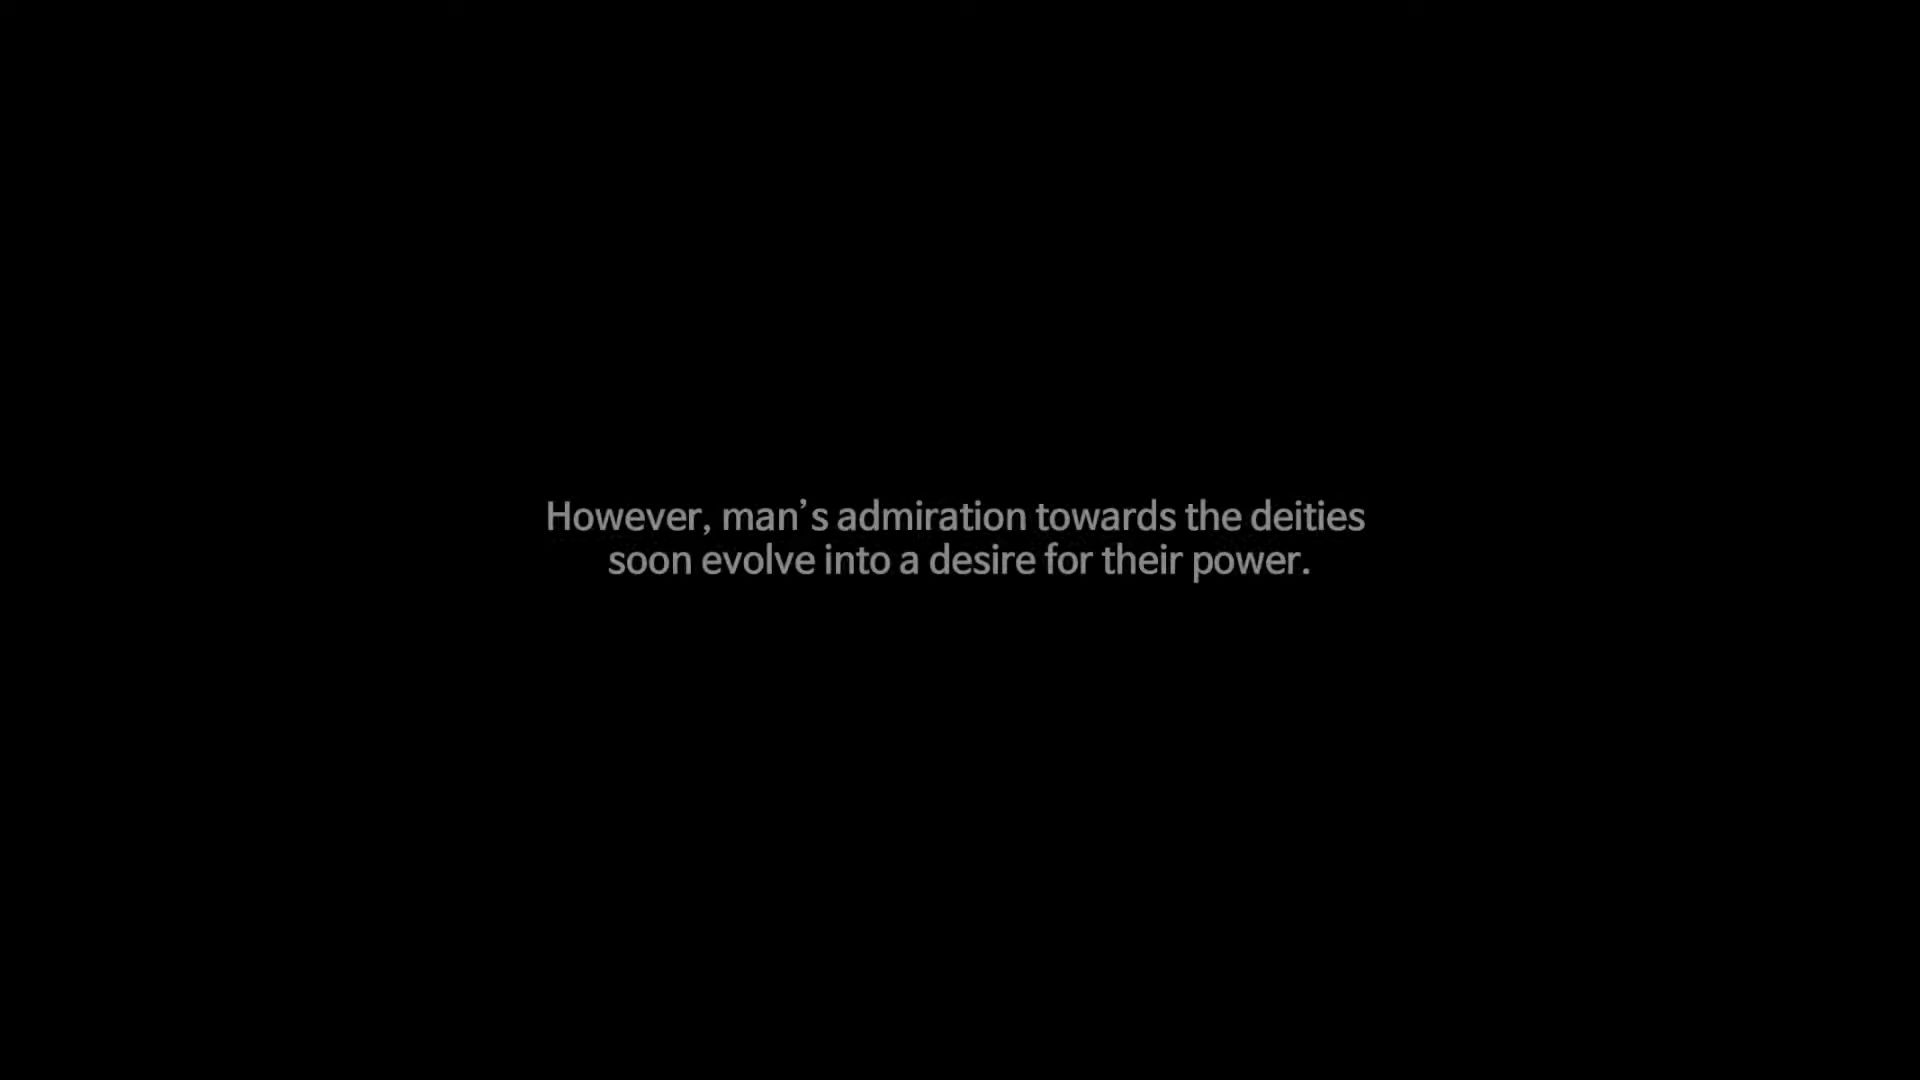 However, man’s admiration towards the deities
soon evolve into a desire for their power.